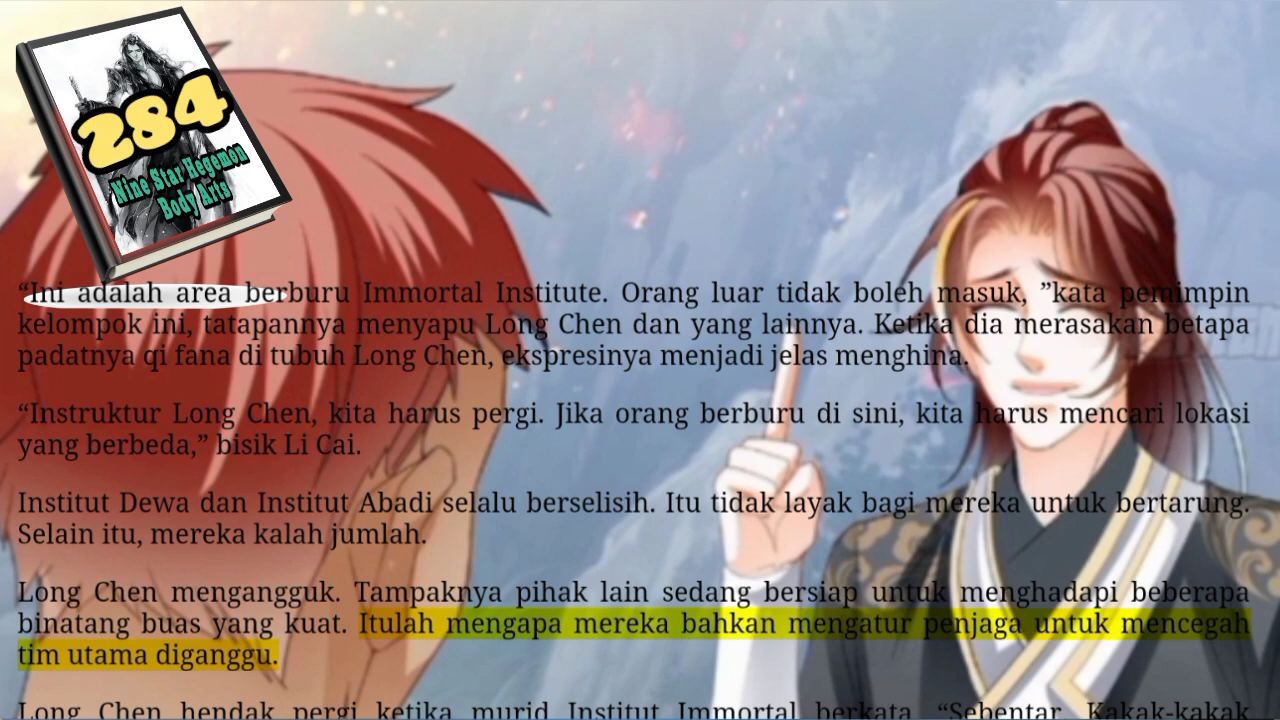 284
Nine Star Hegemon
Body Arts
“Ini adalah area berburu Immortal Institute. Orang luar tidak boleh masuk, ”kata pemimpin
kelompok ini, tatapannya menyapu Long Chen dan yang lainnya. Ketika dia merasakan betapa
padatnya qi fana di tubuh Long Chen, ekspresinya menjadi jelas menghina.
“Instruktur Long Chen, kita harus pergi. Jika orang berburu di sini, kita harus mencari lokasi
yang berbeda,” bisik Li Cai.
Institut Dewa dan Institut Abadi selalu berselisih. Itu tidak layak bagi mereka untuk bertarung.
Selain itu, mereka kalah jumlah.
Long Chen mengangguk. Tampaknya pihak lain sedang bersiap untuk menghadapi beberapa
binatang buas yang kuat. Itulah mengapa mereka bahkan mengatur penjaga untuk mencegah
tim utama diganggu.
Long Chen hendak pergi ketika murid Institut Immortal berkata, “Sebentar. Kakak-kakak